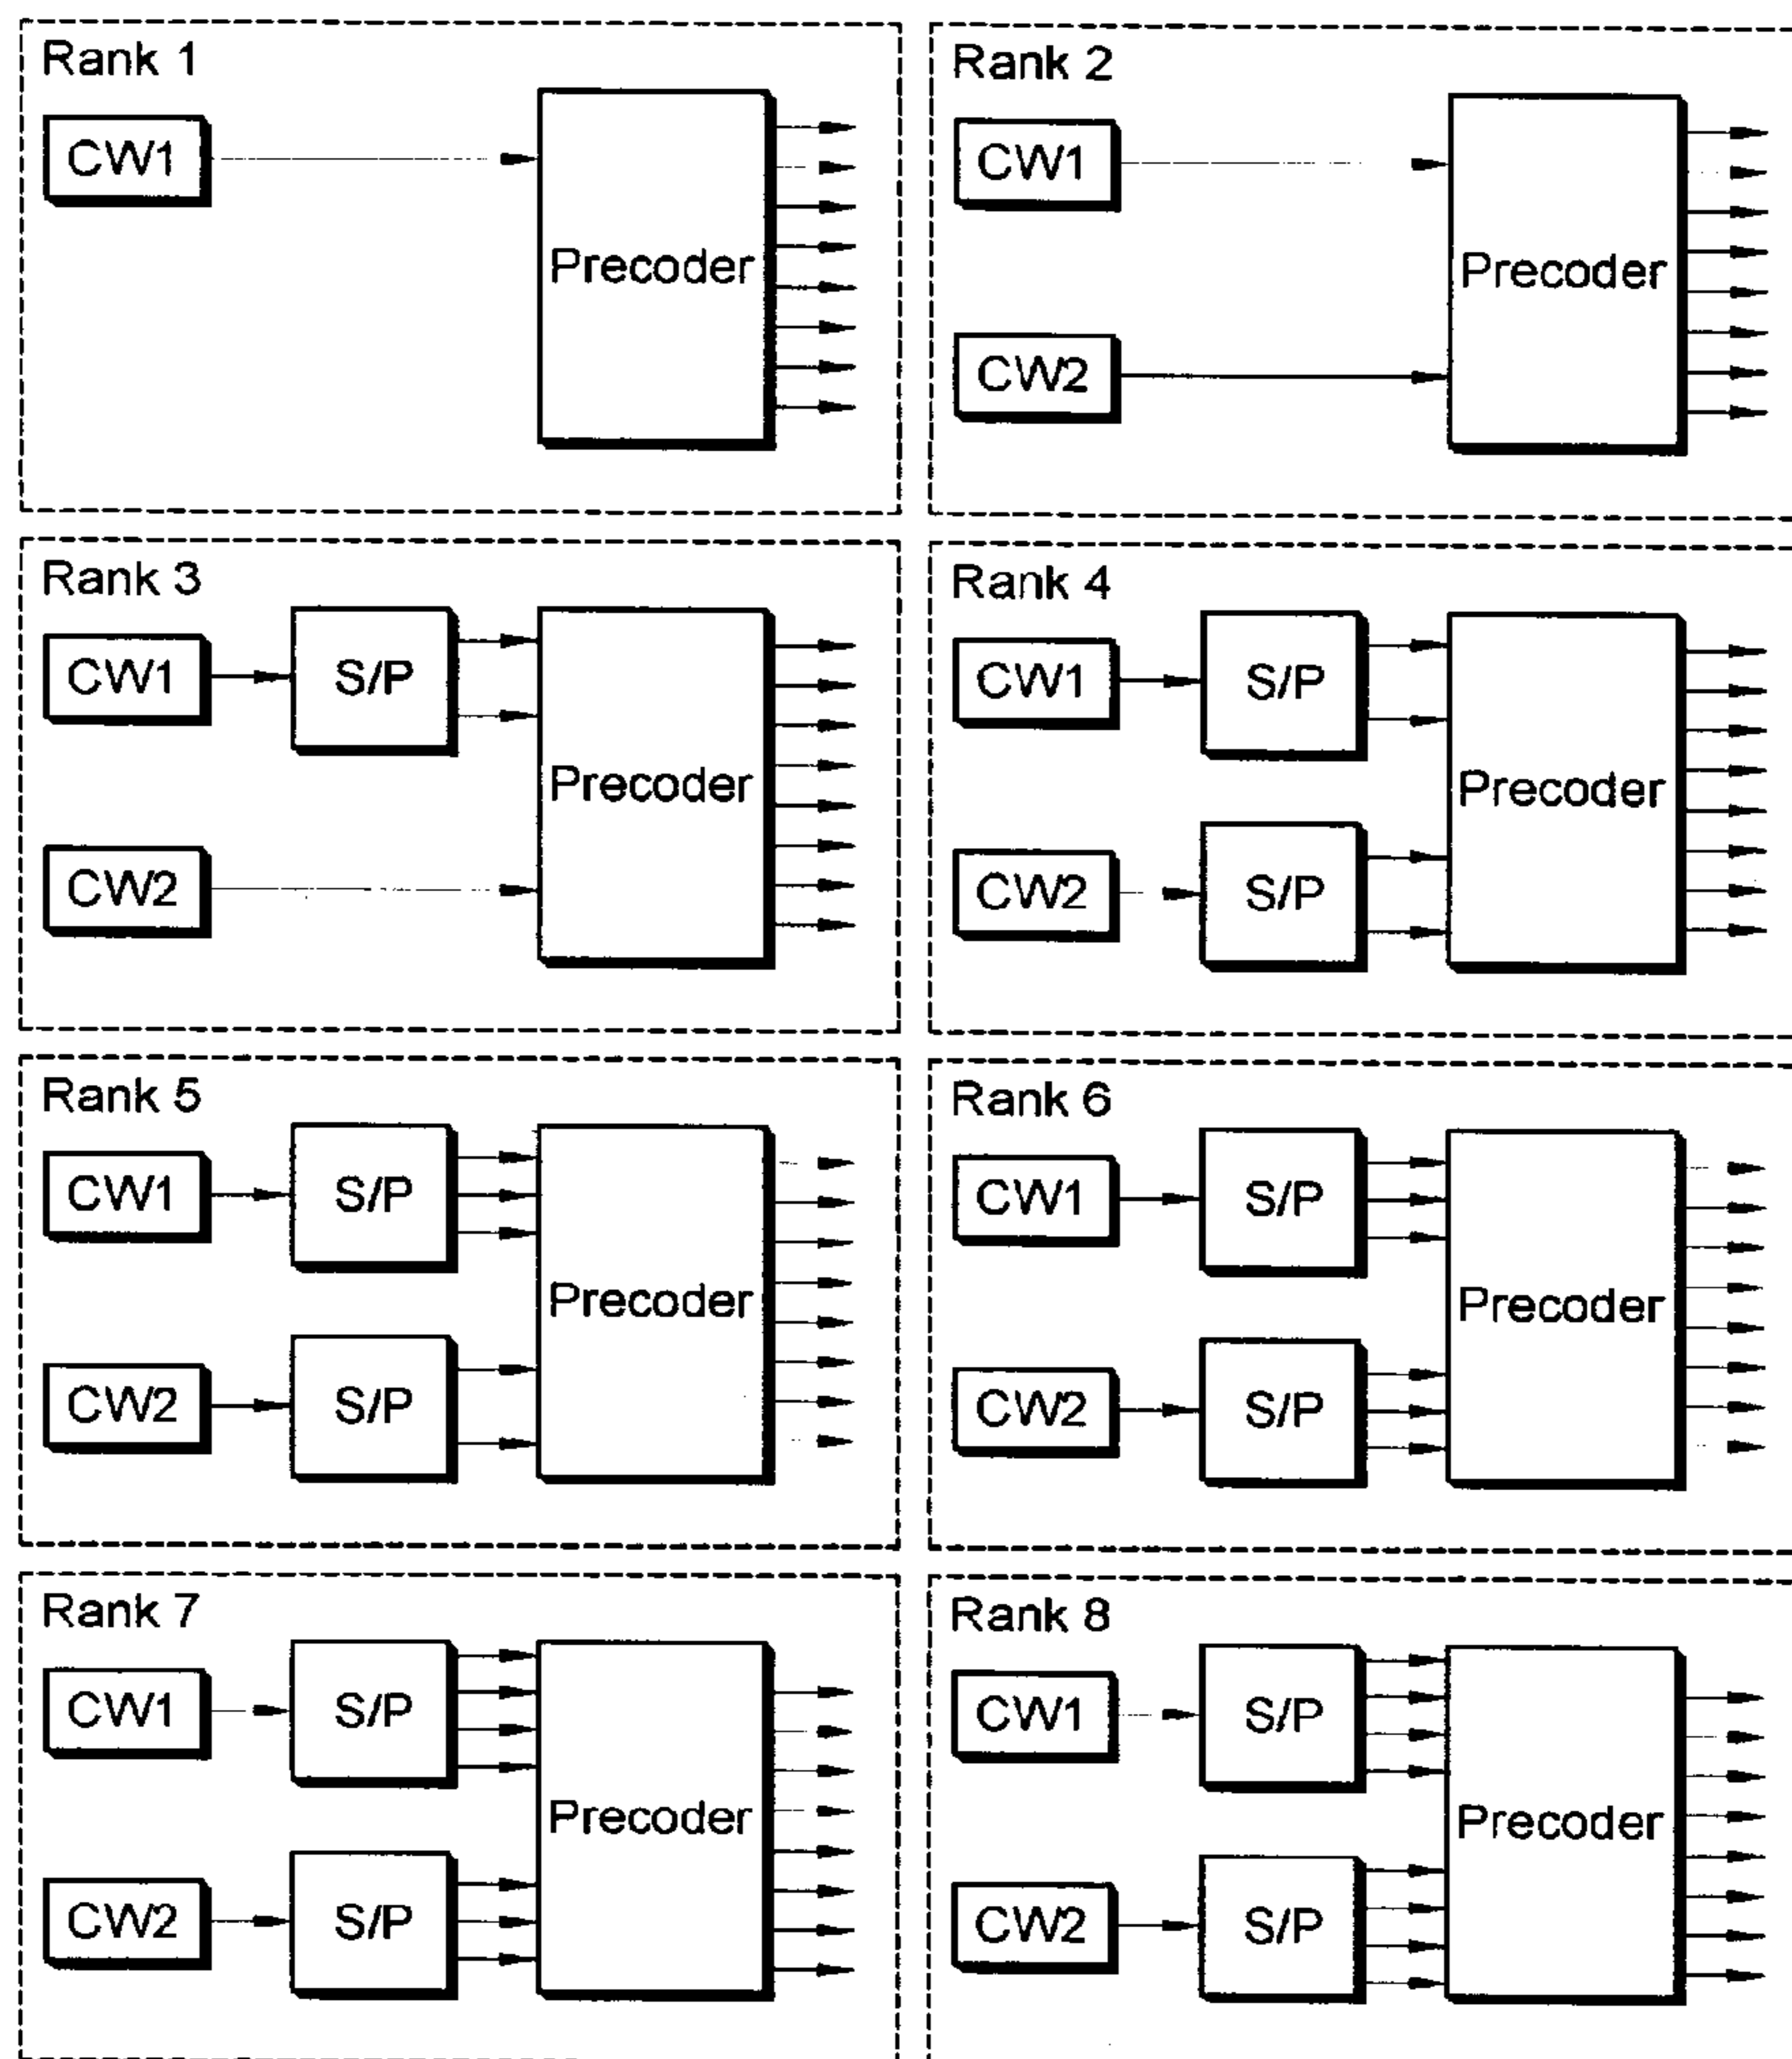 Rank 1
CW1
Precoder
Rank 2
CW1
CW2
Precoder
Rank 3
CW1
S/P
CW2
Precoder
Rank 4
CW1
S/P
CW2
S/P
Precoder
Rank 5
CW1
S/P
CW2
S/P
Precoder
Rank 6
CW1
S/P
CW2
S/P
Precoder
Rank 7
CW1
S/P
CW2
S/P
Precoder
Rank 8
CW1
S/P
CW2
S/P
Precoder